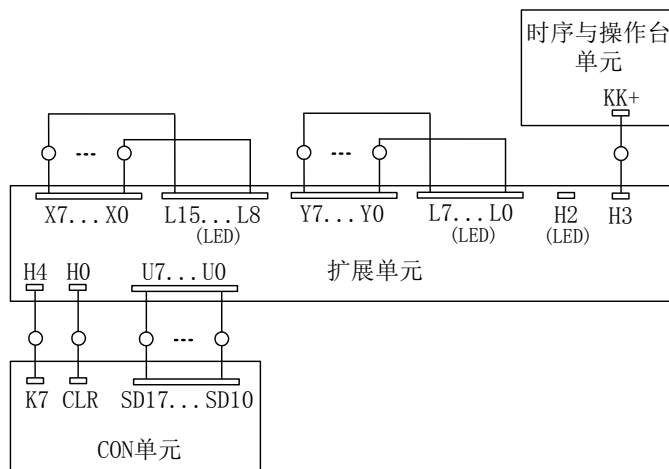 时序与操作台
单元
KK+
X7...X0 L15...L8 Y7...Y0 L7...L0 H2 H3
(LED) (LED) (LED)
H4 H0 U7...U0 扩展单元
K7 CLR SD17...SD10
CON单元